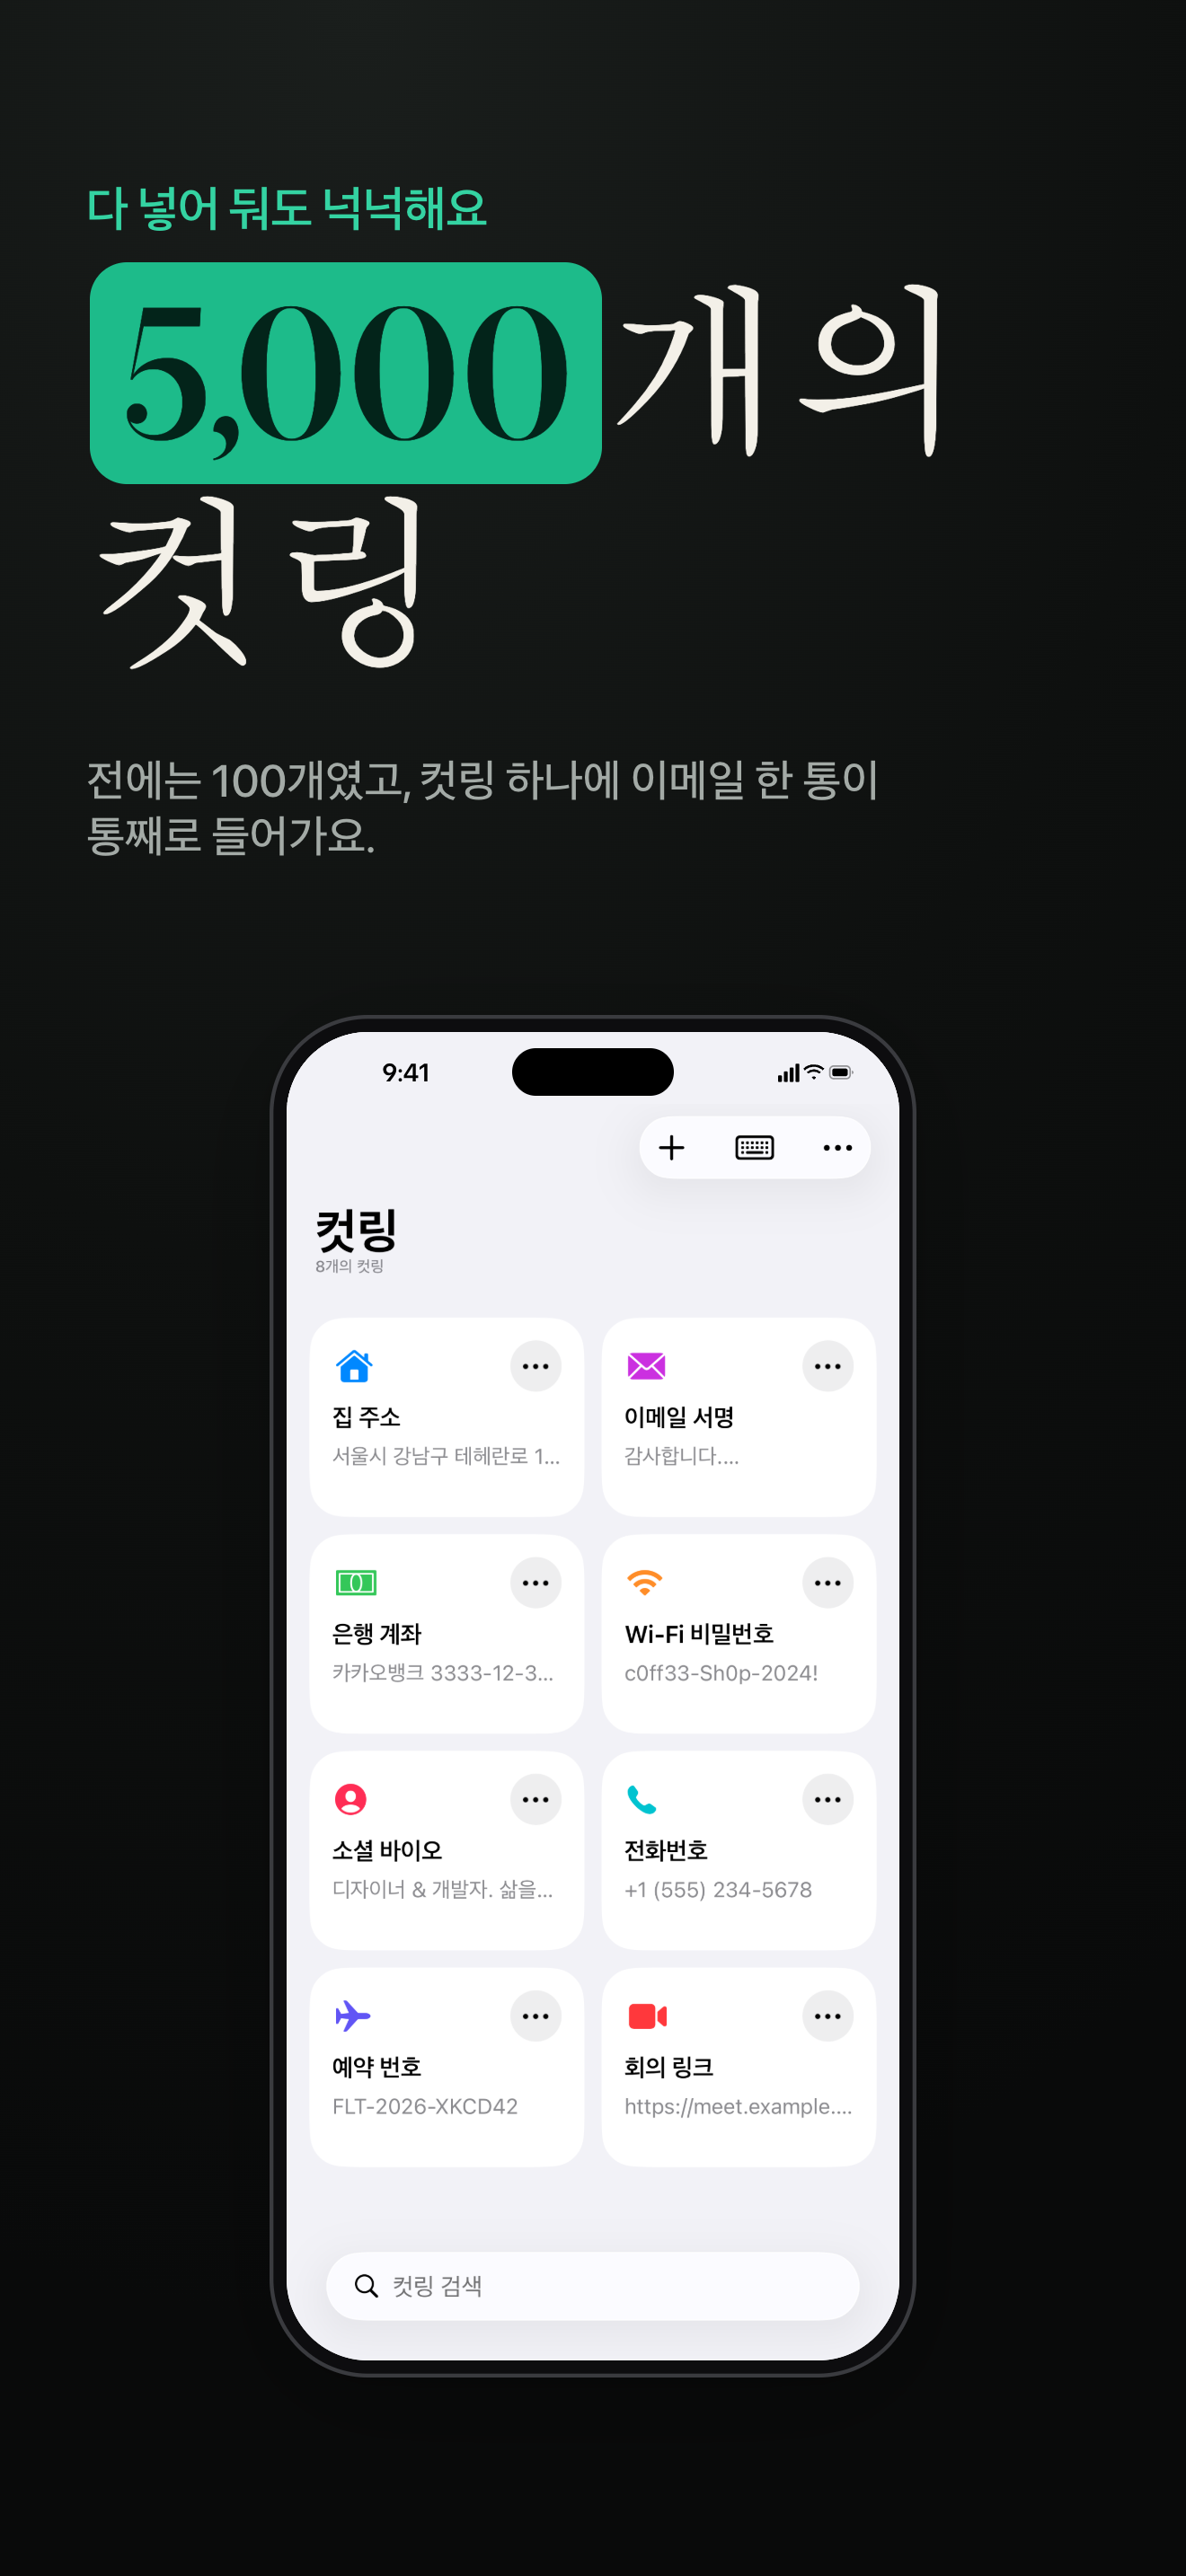 다 넣어 둬도 넉넉해요
5,000개의
컷링
전에는 100개였고, 컷링 하나에 이메일 한 통이
통째로 들어가요.
9:41
컷링
8개의 컷링
집 주소
서울시 강남구 테헤란로 1...
이메일 서명
감사합니다....
은행 계좌
카카오뱅크 3333-12-3...
Wi-Fi 비밀번호
c0ff33-Sh0p-2024!
소셜 바이오
디자이너 & 개발자. 삶을...
전화번호
+1 (555) 234-5678
예약 번호
FLT-2026-XKCD42
회의 링크
https://meet.example....
컷링 검색